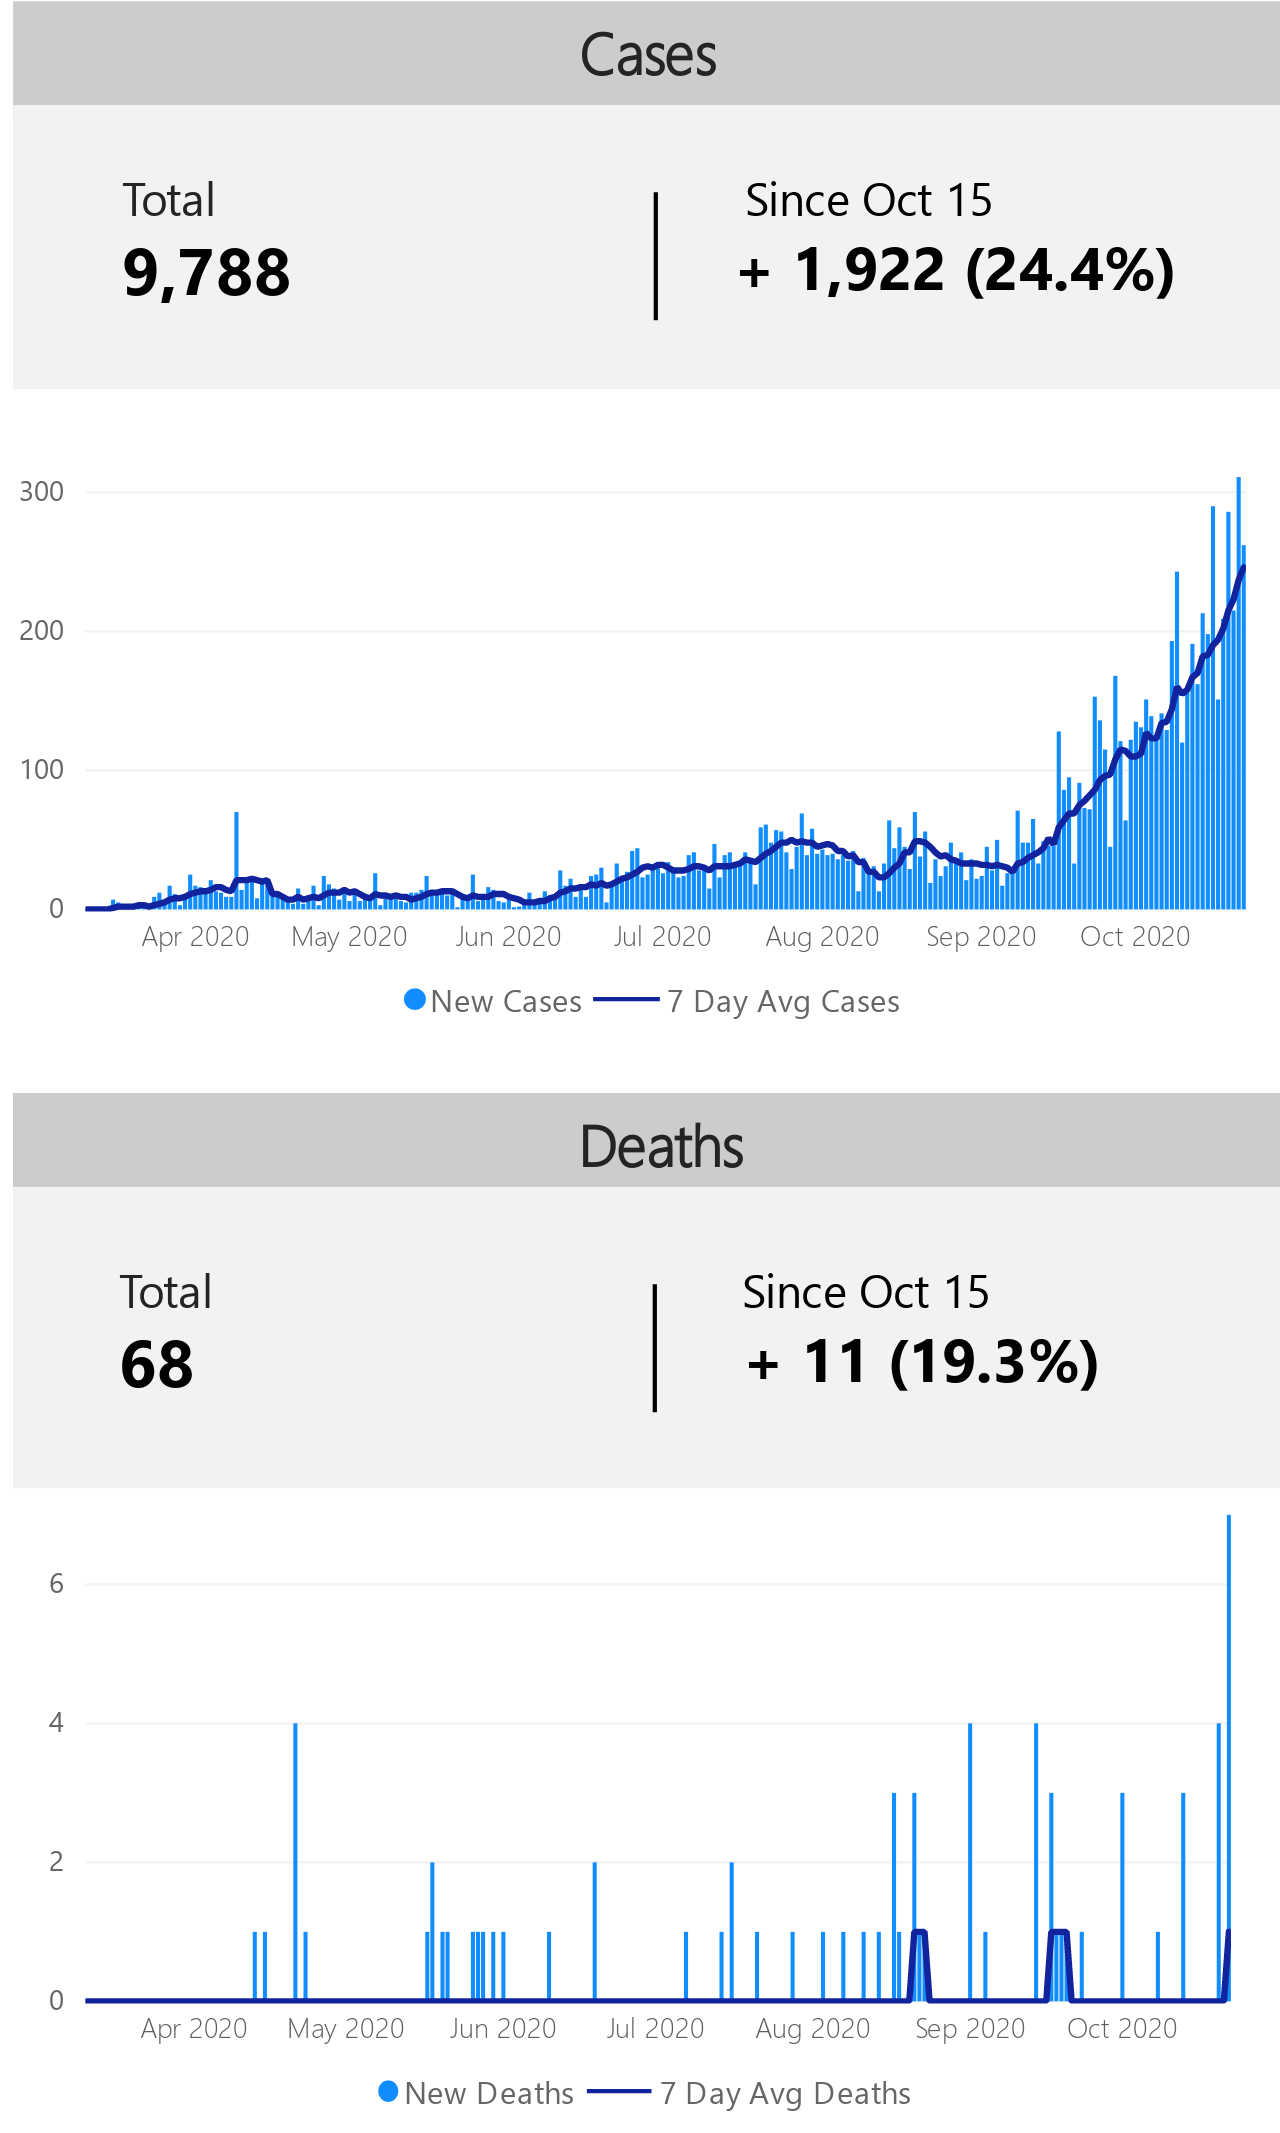 Cases
Total
Since Oct 15
9,788
+ 1,922 (24.4%)
300
200
100
0
Apr 2020 May 2020 Jun 2020 Jul 2020 Aug 2020 Sep 2020 Oct 2020
New Cases 7 Day Avg Cases
Deaths
Total
Since Oct 15
68
+ 11 (19.3%)
6
4
2
0
Apr 2020 May 2020 Jun 2020 Jul 2020 Aug 2020 Sep 2020 Oct 2020
New Deaths 7 Day Avg Deaths